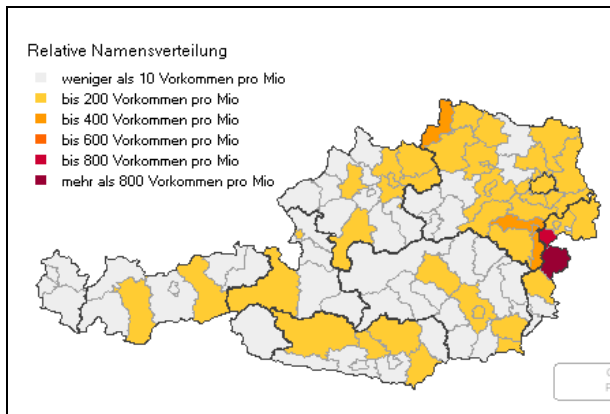 Relative Namensverteilung
weniger als 10 Vorkommen pro Mio
bis 200 Vorkommen pro Mio
bis 400 Vorkommen pro Mio
bis 600 Vorkommen pro Mio
bis 800 Vorkommen pro Mio
mehr als 800 Vorkommen pro Mio